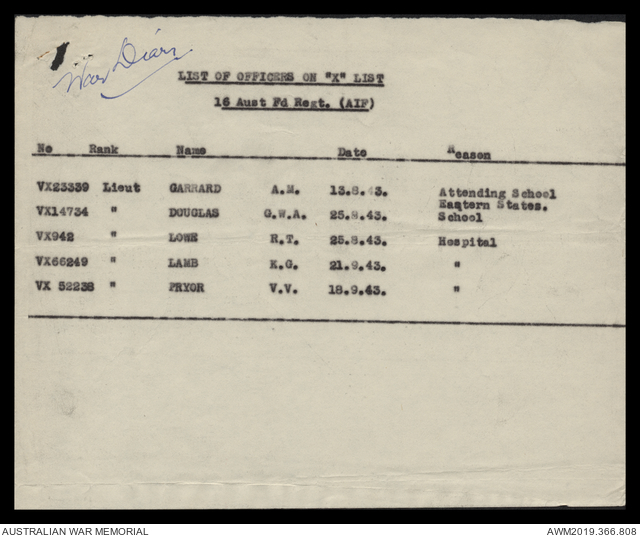 War Diary
LIST OF OFFICERS ON "X" LIST
16 Aust Fd Regt. (AIF)
No Rank Name Date Reason
VX23339 Lieut GARRARD A.M. 13.8.43. Attending School
Eastern States.
VX14734 " DOUGLAS G.W.A. 25.8.43. School
VX942 " LOWE R.T. 25.8.43. Hospital
VX66249 " LAMB K.G. 21.9.43. "
VX 52238 " PRYOR V.V. 18.9.43. "
AUSTRALIAN WAR MEMORIAL AWM2019.366.808